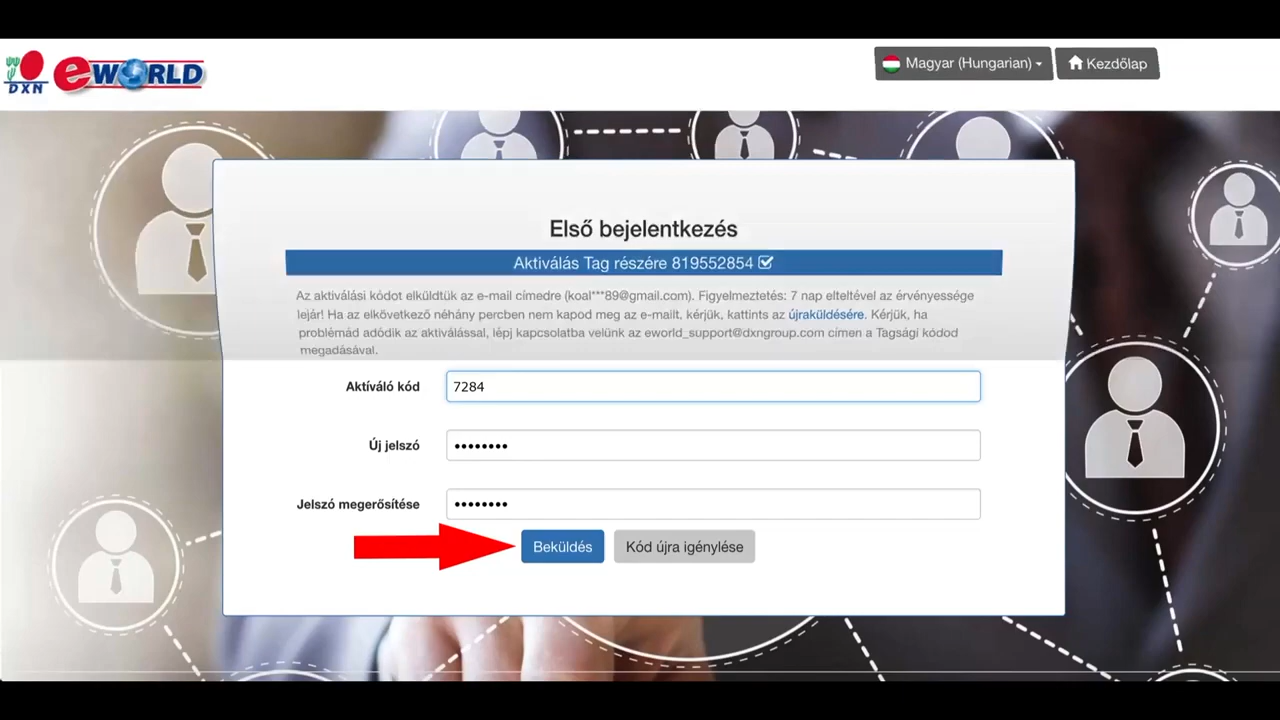 DXN eWORLD
Magyar (Hungarian)
Kezdőlap
Első bejelentkezés
Aktiválás Tag részére 819552854
Az aktiválási kódot elküldtük az e-mail címedre (koal***89@gmail.com). Figyelmeztetés: 7 nap elteltével az érvényessége
lejár! Ha az elkövetkező néhány percben nem kapod meg az e-mailt, kérjük, kattints az újraküldésére. Kérjük, ha
problémád adódik az aktiválással, lépj kapcsolatba velünk az eworld_support@dxngroup.com címen a Tagsági kódod
megadásával.
Aktíváló kód
7284
Új jelszó
••••••••
Jelszó megerősítése
••••••••
Beküldés
Kód újra igénylése